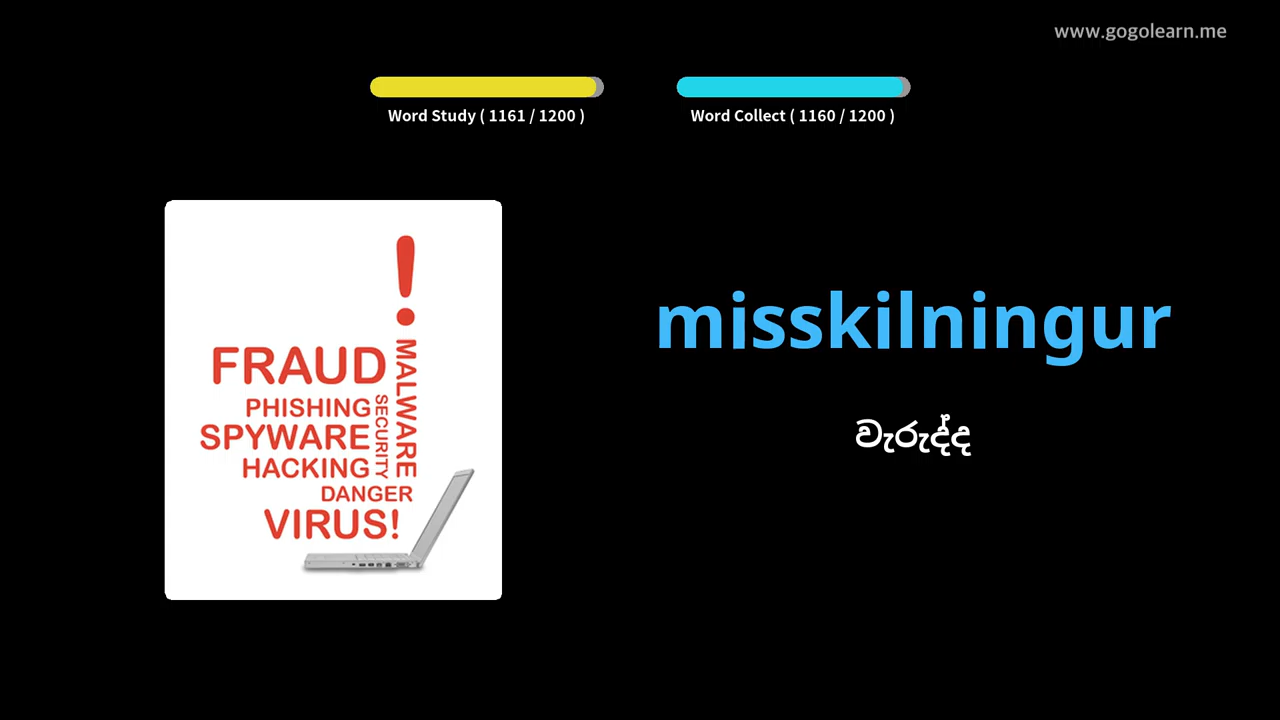 www.gogolearn.me
Word Study ( 1161 / 1200 )
Word Collect ( 1160 / 1200 )
!
FRAUD
MALWARE
PHISHING
SECURITY
SPYWARE
HACKING
DANGER
VIRUS!
misskilningur
වැරුද්ද